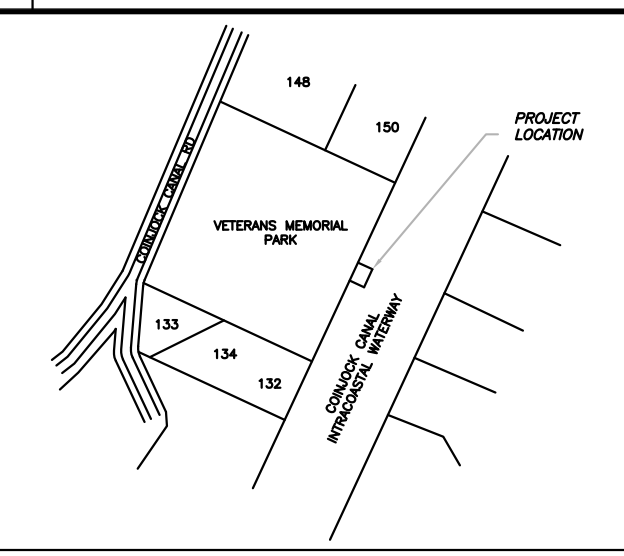 148
150
PROJECT
LOCATION
COINJOCK CANAL RD
VETERANS MEMORIAL
PARK
133
134
132
COINJOCK CANAL
INTRACOASTAL WATERWAY